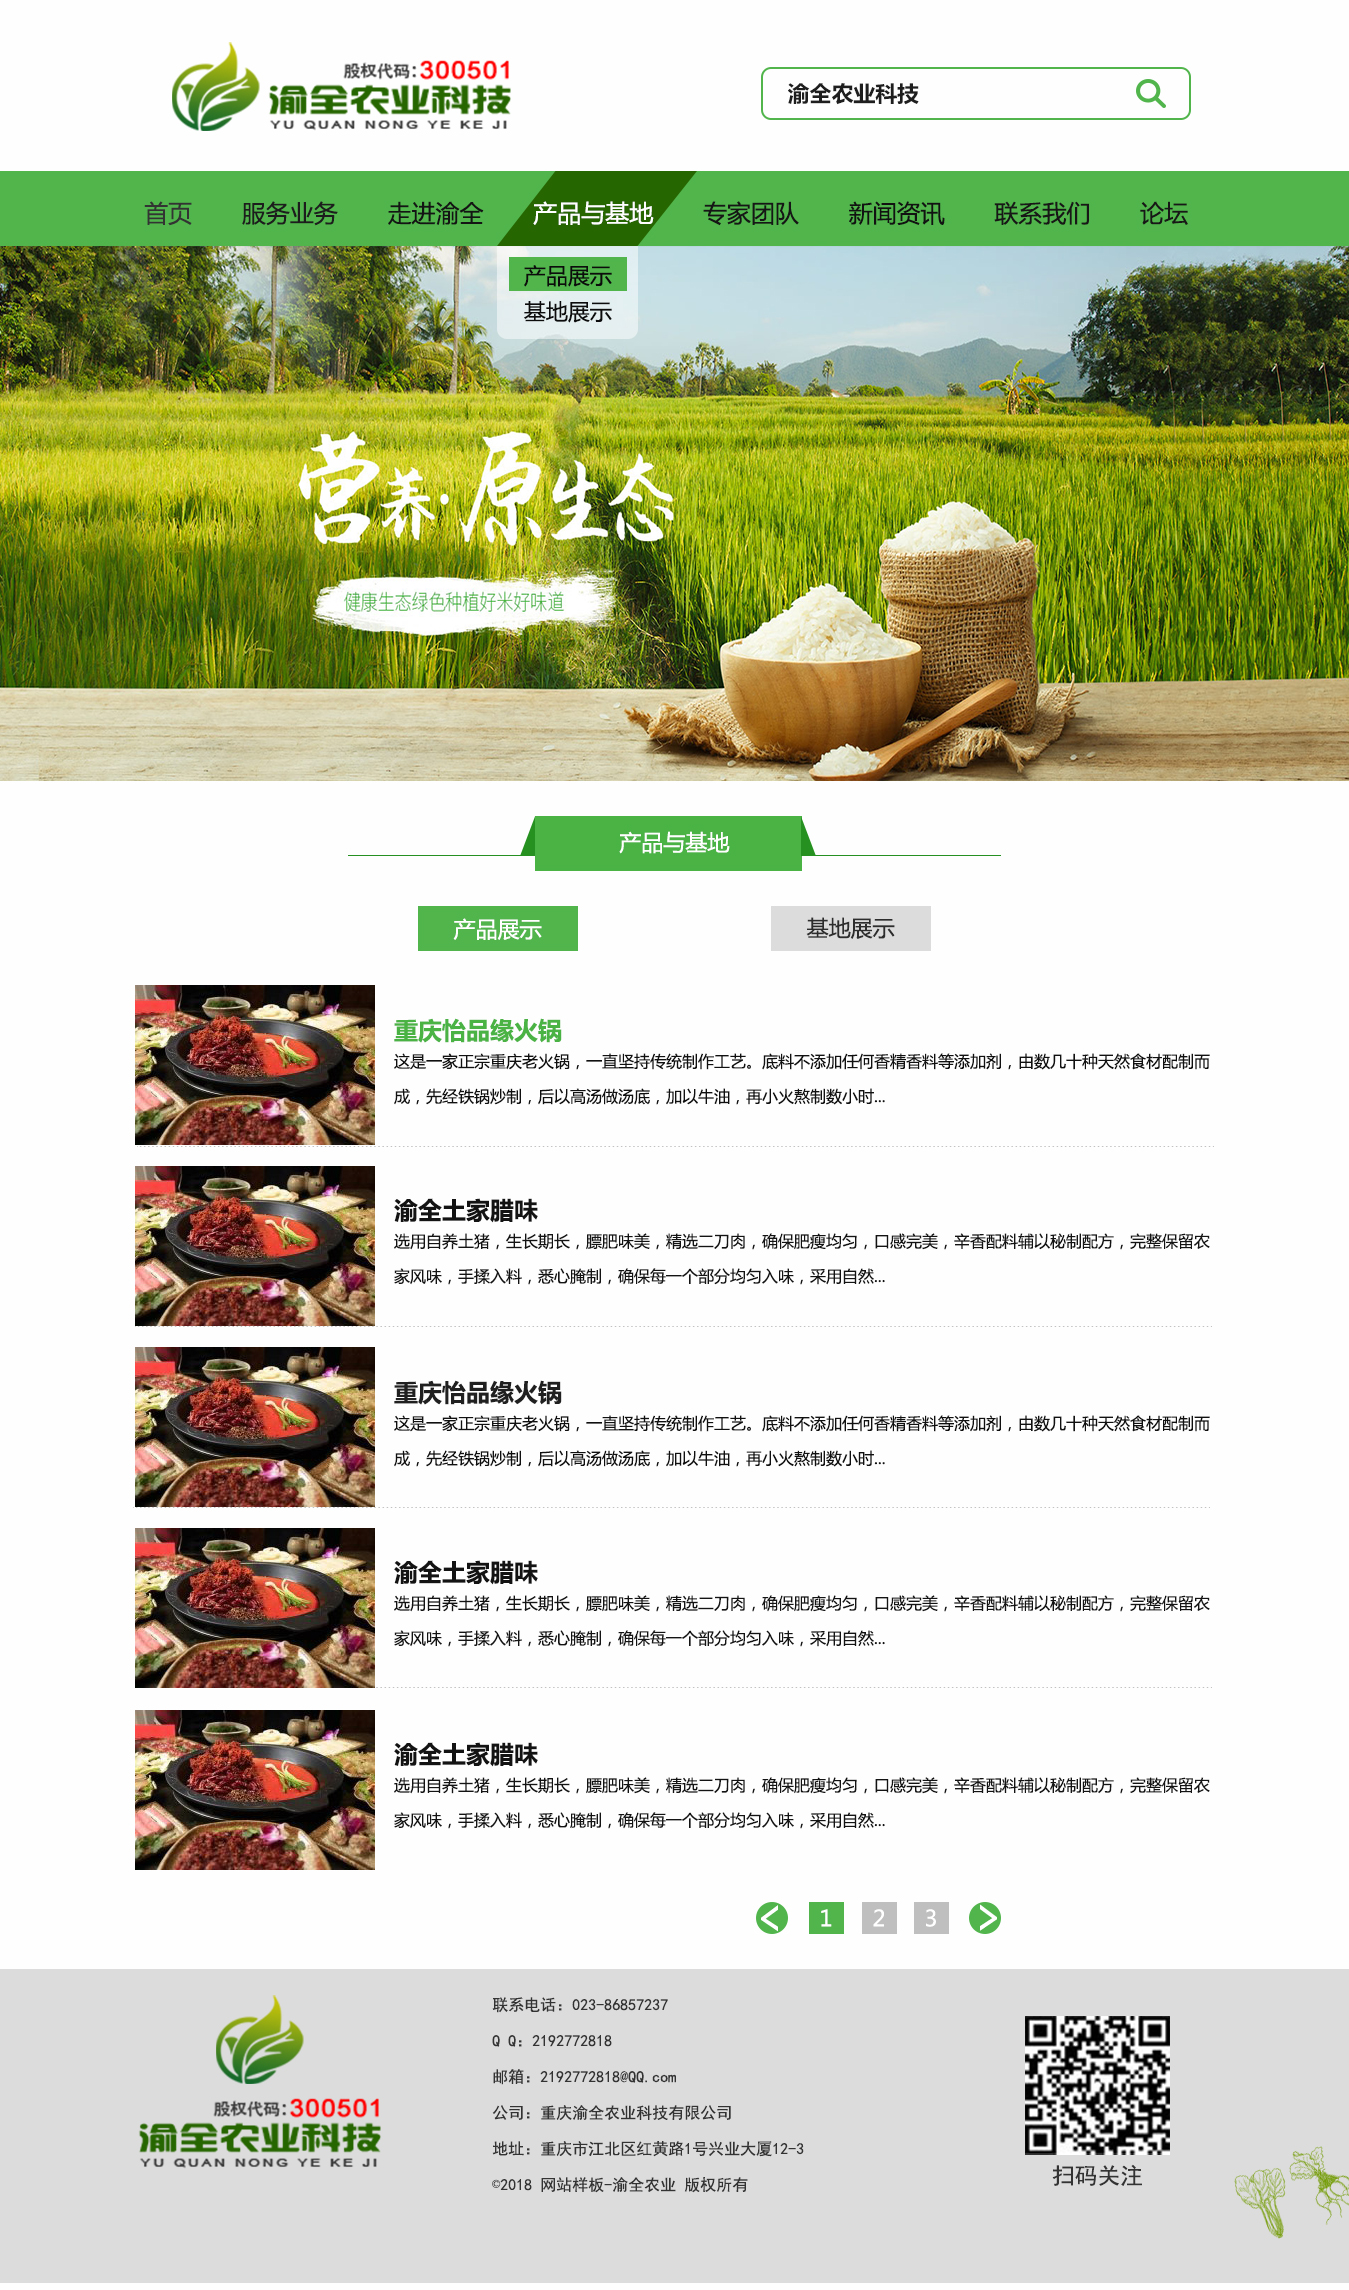 股权代码:300501
渝全农业科技
YU QUAN NONG YE KE JI
渝全农业科技
首页 服务业务 走进渝全 产品与基地 专家团队 新闻资讯 联系我们 论坛
产品展示
基地展示
营养·原生态
健康生态绿色种植好米好味道
产品与基地
产品展示 基地展示
重庆怡品缘火锅
这是一家正宗重庆老火锅，一直坚持传统制作工艺。底料不添加任何香精香料等添加剂，由数几十种天然食材配制而
成，先经铁锅炒制，后以高汤做汤底，加以牛油，再小火熬制数小时...
渝全土家腊味
选用自养土猪，生长期长，膘肥味美，精选二刀肉，确保肥瘦均匀，口感完美，辛香配料辅以秘制配方，完整保留农
家风味，手揉入料，悉心腌制，确保每一个部分均匀入味，采用自然...
重庆怡品缘火锅
这是一家正宗重庆老火锅，一直坚持传统制作工艺。底料不添加任何香精香料等添加剂，由数几十种天然食材配制而
成，先经铁锅炒制，后以高汤做汤底，加以牛油，再小火熬制数小时...
渝全土家腊味
选用自养土猪，生长期长，膘肥味美，精选二刀肉，确保肥瘦均匀，口感完美，辛香配料辅以秘制配方，完整保留农
家风味，手揉入料，悉心腌制，确保每一个部分均匀入味，采用自然...
渝全土家腊味
选用自养土猪，生长期长，膘肥味美，精选二刀肉，确保肥瘦均匀，口感完美，辛香配料辅以秘制配方，完整保留农
家风味，手揉入料，悉心腌制，确保每一个部分均匀入味，采用自然...
1 2 3
股权代码:300501
渝全农业科技
YU QUAN NONG YE KE JI
联系电话：023-86857237
Q Q：2192772818
邮箱：2192772818@QQ.com
公司：重庆渝全农业科技有限公司
地址：重庆市江北区红黄路1号兴业大厦12-3
©2018 网站样板-渝全农业 版权所有
扫码关注